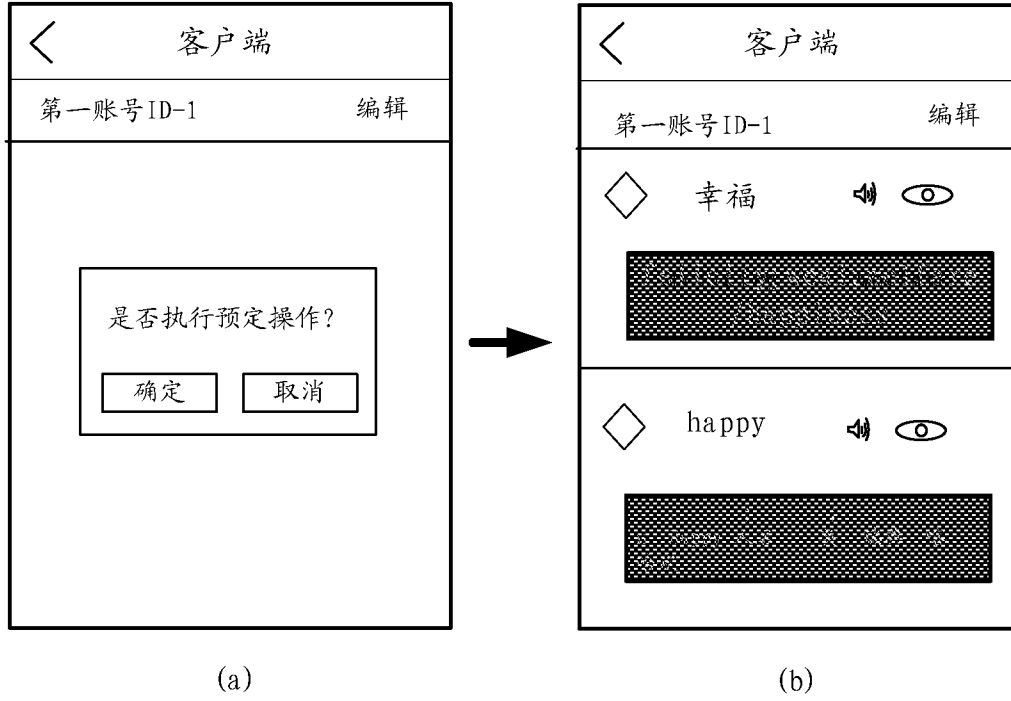 客户端
第一账号ID-1 编辑
是否执行预定操作?
确定 取消
(a)
客户端
第一账号ID-1 编辑
幸福
happy
(b)